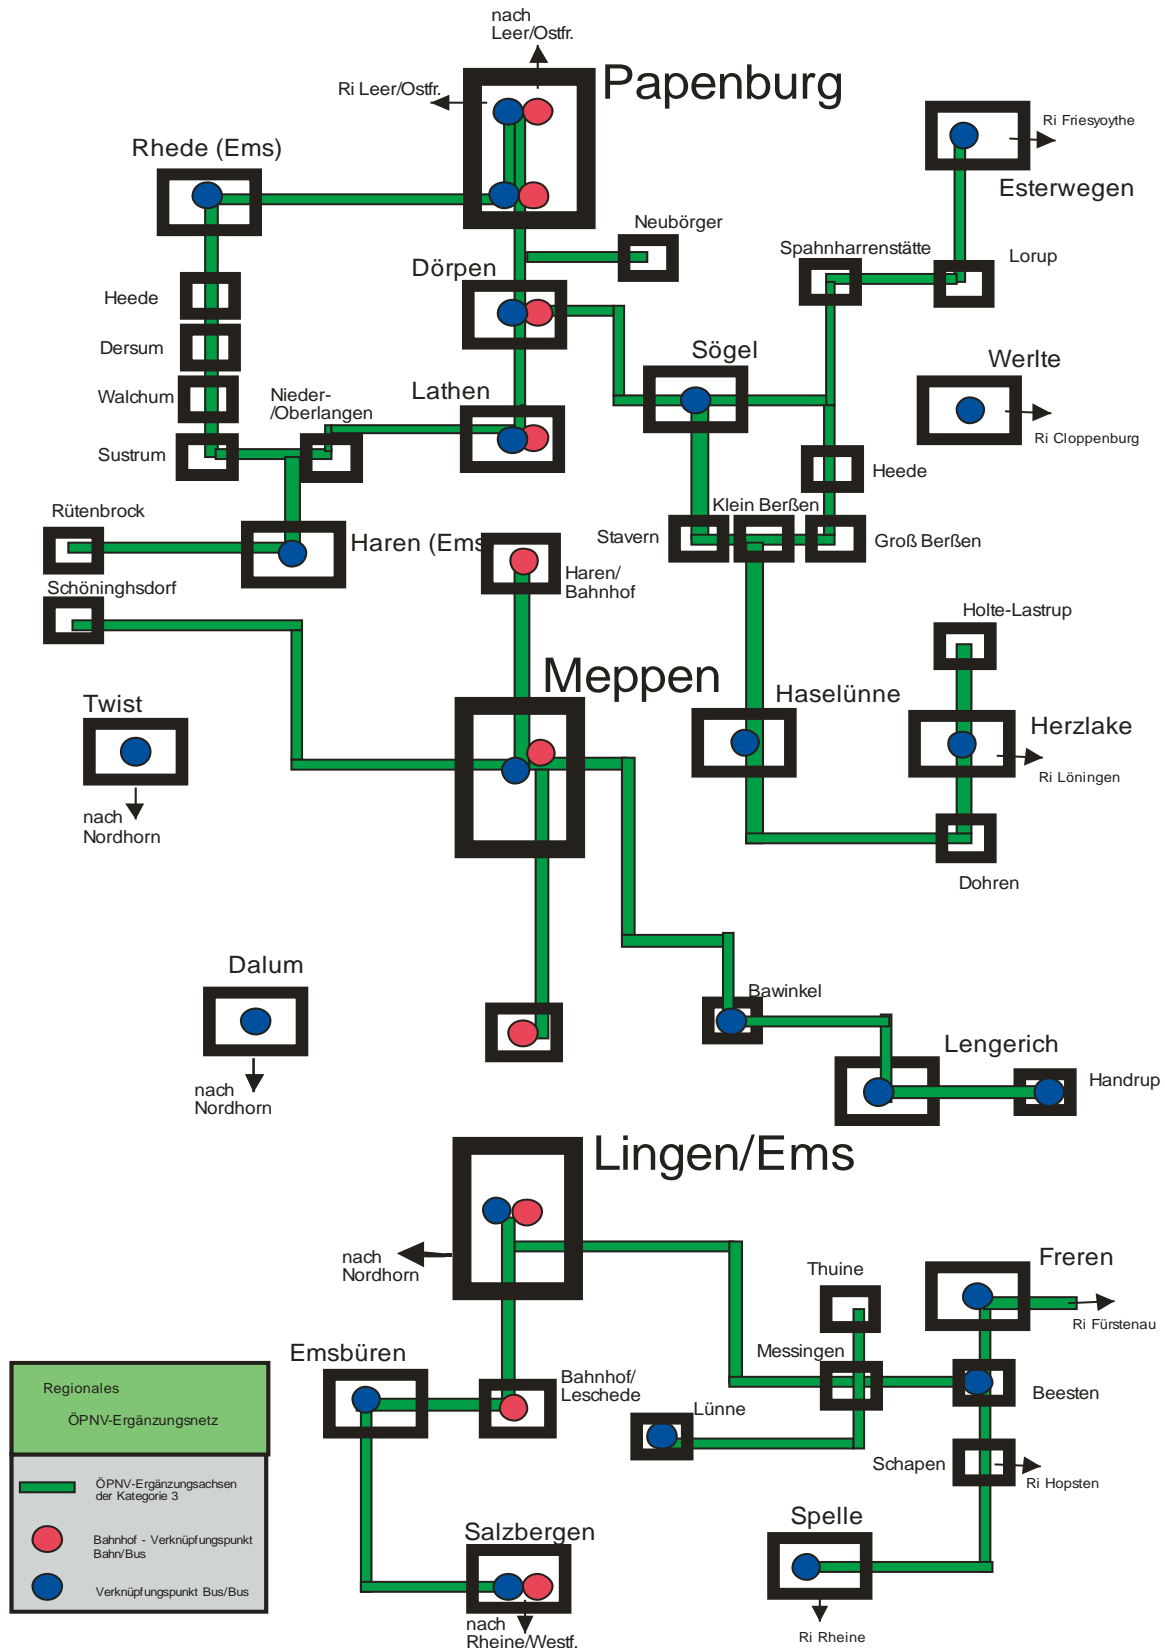 nach
Leer/Ostfr.
Papenburg
Ri Leer/Ostfr.
Ri Friesyoythe
Rhede (Ems)
Esterwegen
Neubörger
Spahnharrenstätte
Lorup
Dörpen
Heede
Dersum
Sögel
Werlte
Walchum
Nieder-
/Oberlangen
Lathen
Ri Cloppenburg
Sustrum
Heede
Rütenbrock
Klein Berßen
Stavern
Groß Berßen
Haren (Ems
Haren/
Bahnhof
Schöninghsdorf
Holte-Lastrup
Meppen
Twist
Haselünne
Herzlake
Ri Löningen
nach
Nordhorn
Dohren
Dalum
Bawinkel
Lengerich
Handrup
nach
Nordhorn
Lingen/Ems
nach
Nordhorn
Thuine
Freren
Ri Fürstenau
Emsbüren
Messingen
Bahnhof/
Leschede
Beesten
Lünne
Schapen
Ri Hopsten
Regionales
ÖPNV-Ergänzungsnetz
ÖPNV-Ergänzungsachsen
der Kategorie 3
Bahnhof - Verknüpfungspunkt
Bahn/Bus
Verknüpfungspunkt Bus/Bus
Salzbergen
Spelle
nach
Rheine/Westf.
Ri Rheine